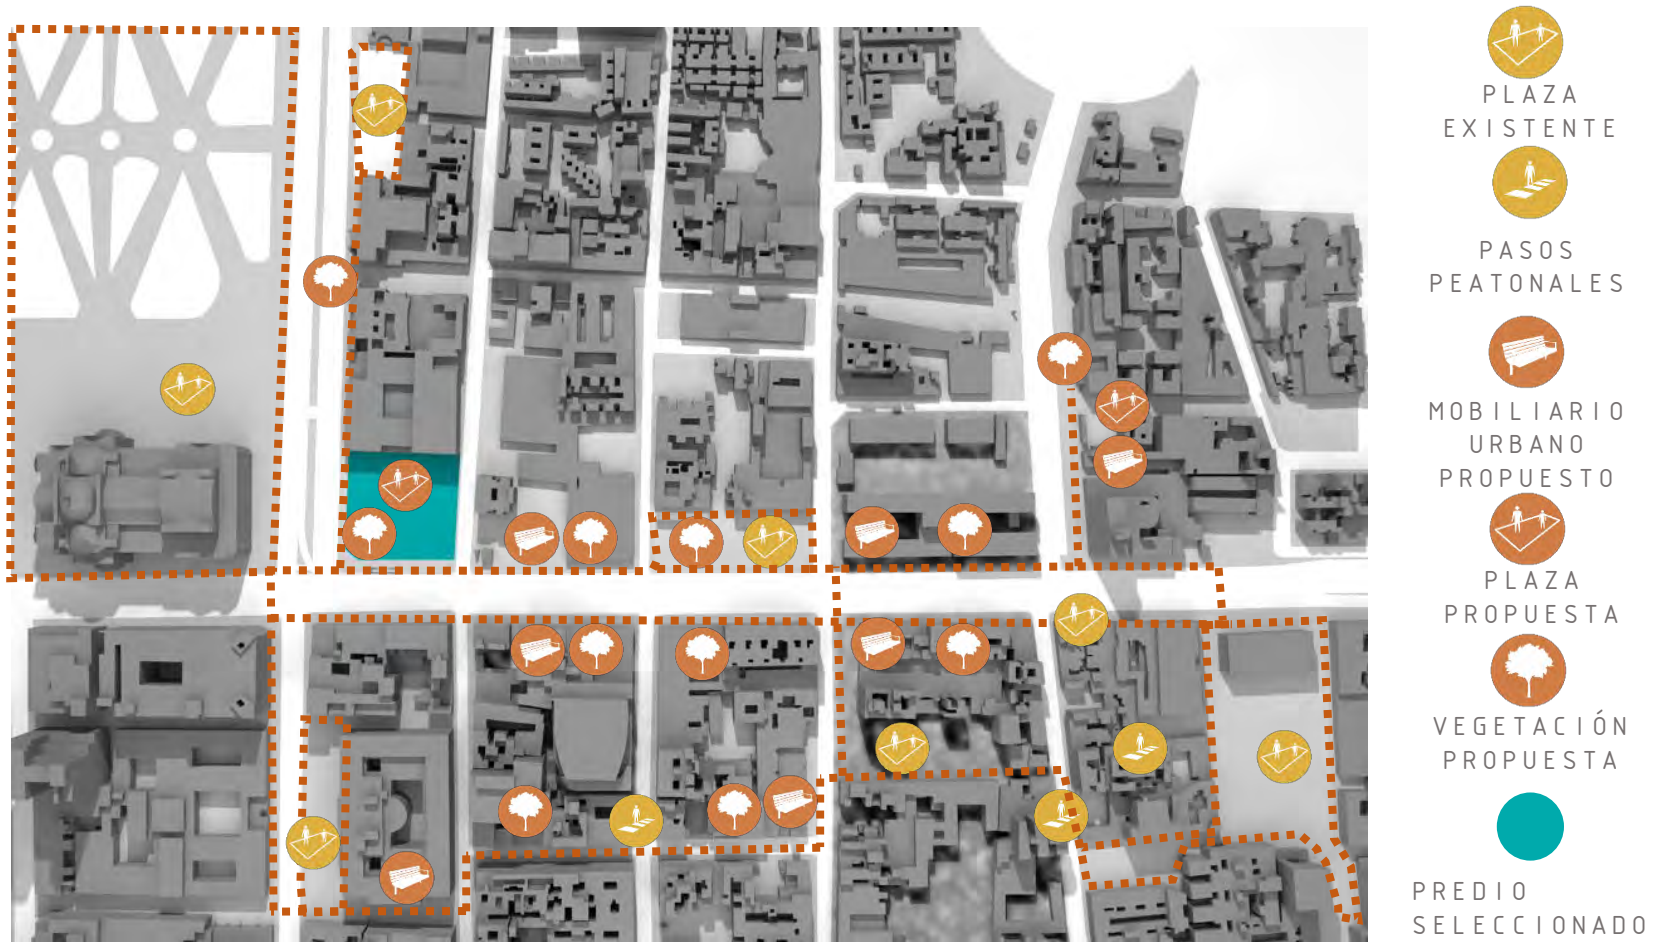 PLAZA
EXISTENTE
PASOS
PEATONALES
MOBILIARIO
URBANO
PROPUESTO
PLAZA
PROPUESTA
VEGETACIÓN
PROPUESTA
PREDIO
SELECCIONADO